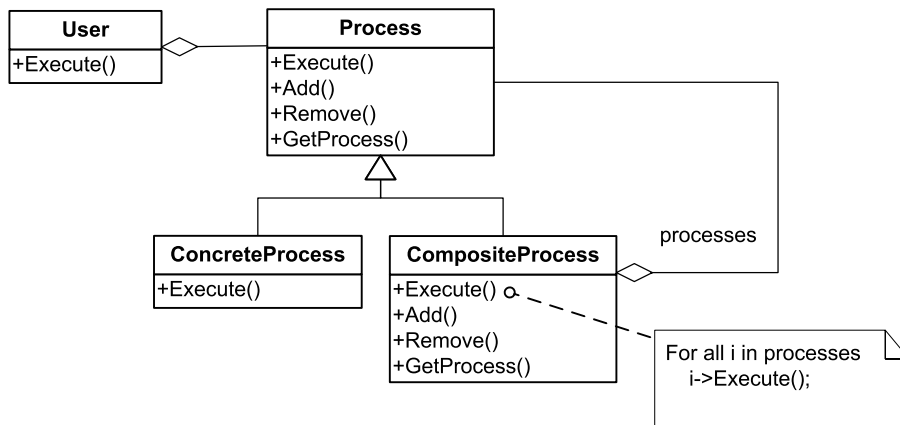 User
+Execute()
Process
+Execute()
+Add()
+Remove()
+GetProcess()
ConcreteProcess
+Execute()
CompositeProcess
+Execute()
+Add()
+Remove()
+GetProcess()
processes
For all i in processes
i->Execute();